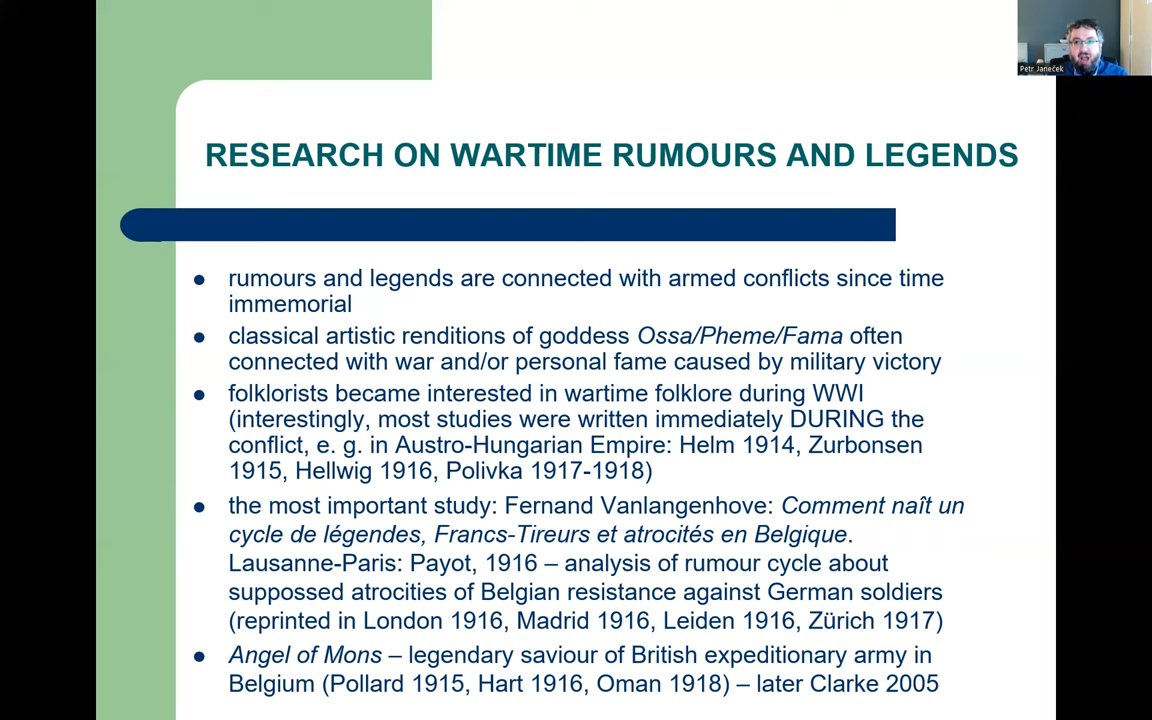 Petr Janeček
RESEARCH ON WARTIME RUMOURS AND LEGENDS
● rumours and legends are connected with armed conflicts since time
immemorial
● classical artistic renditions of goddess Ossa/Pheme/Fama often
connected with war and/or personal fame caused by military victory
● folklorists became interested in wartime folklore during WWI
(interestingly, most studies were written immediately DURING the
conflict, e. g. in Austro-Hungarian Empire: Helm 1914, Zurbonsen
1915, Hellwig 1916, Polivka 1917-1918)
● the most important study: Fernand Vanlangenhove: Comment naît un
cycle de légendes, Francs-Tireurs et atrocités en Belgique.
Lausanne-Paris: Payot, 1916 – analysis of rumour cycle about
suppossed atrocities of Belgian resistance against German soldiers
(reprinted in London 1916, Madrid 1916, Leiden 1916, Zürich 1917)
● Angel of Mons – legendary saviour of British expeditionary army in
Belgium (Pollard 1915, Hart 1916, Oman 1918) – later Clarke 2005